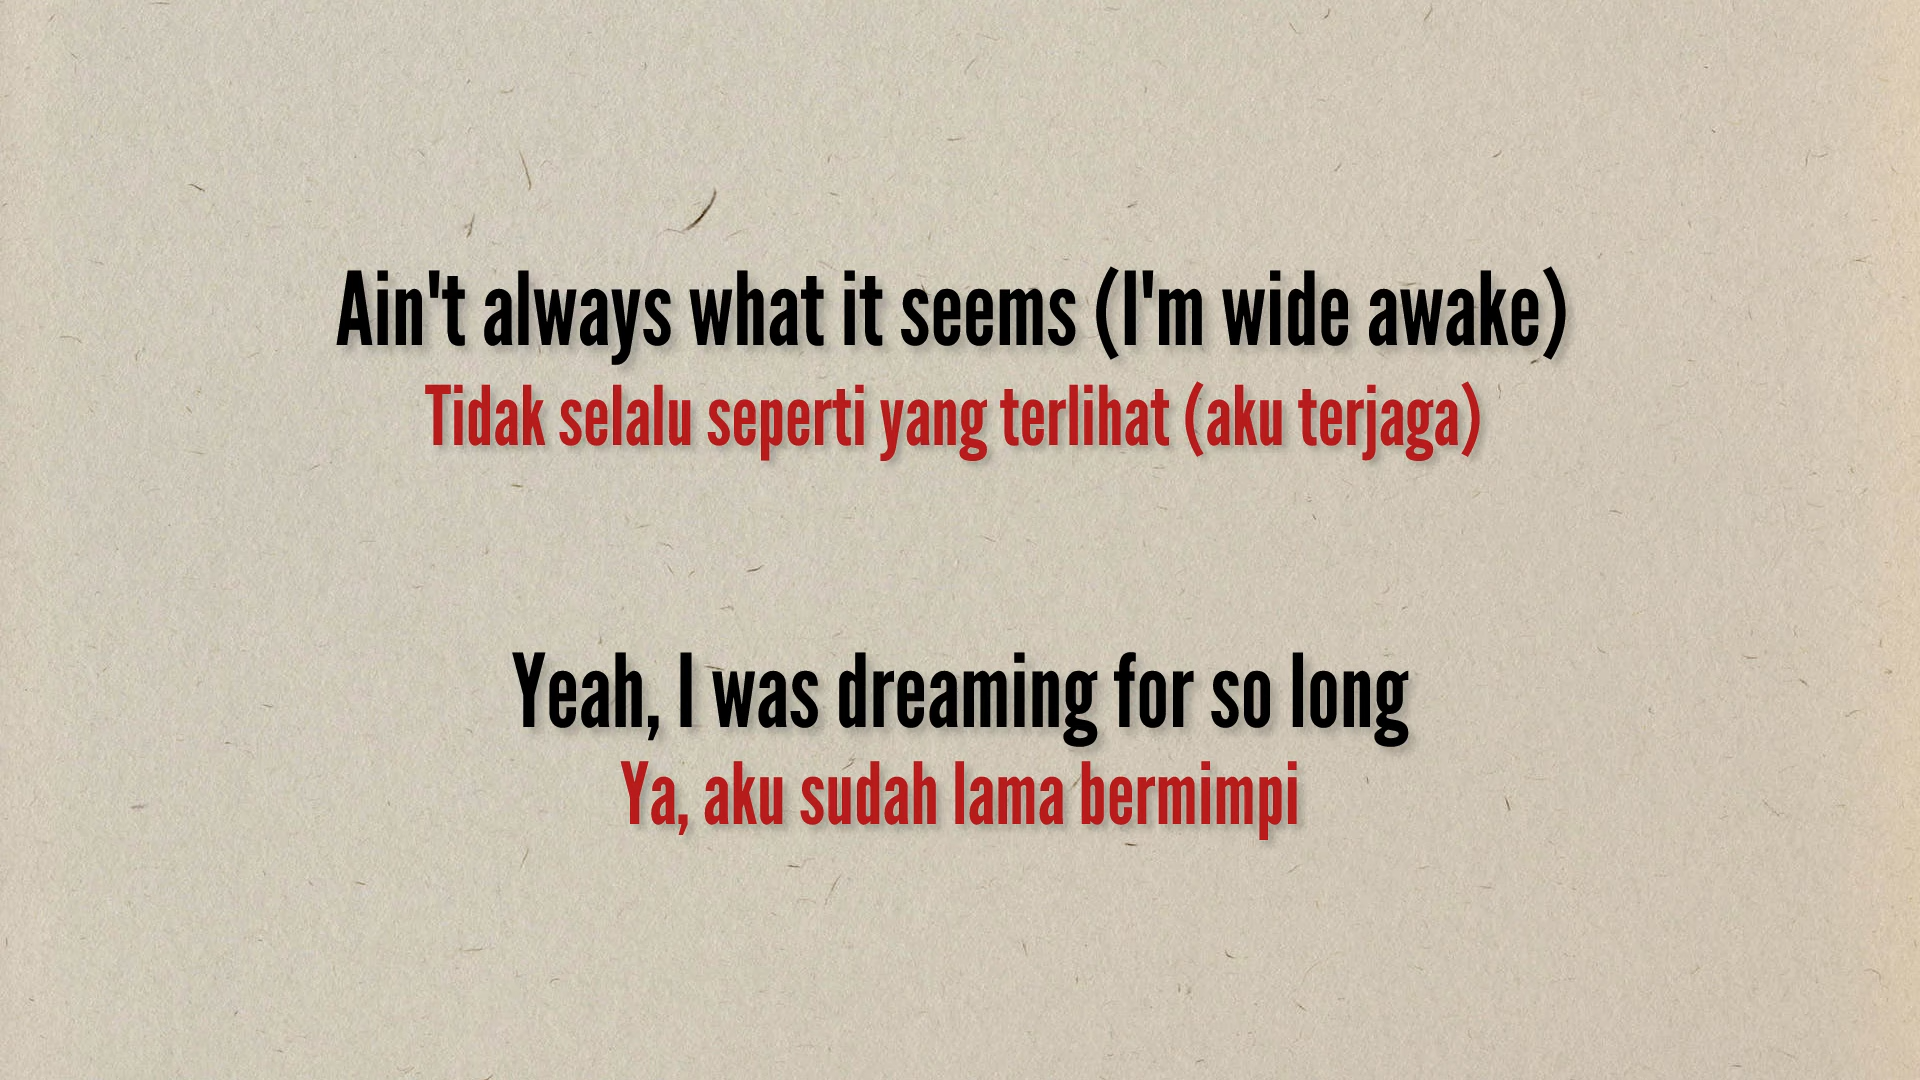 Ain't always what it seems (I'm wide awake)
Tidak selalu seperti yang terlihat (aku terjaga)
Yeah, I was dreaming for so long
Ya, aku sudah lama bermimpi